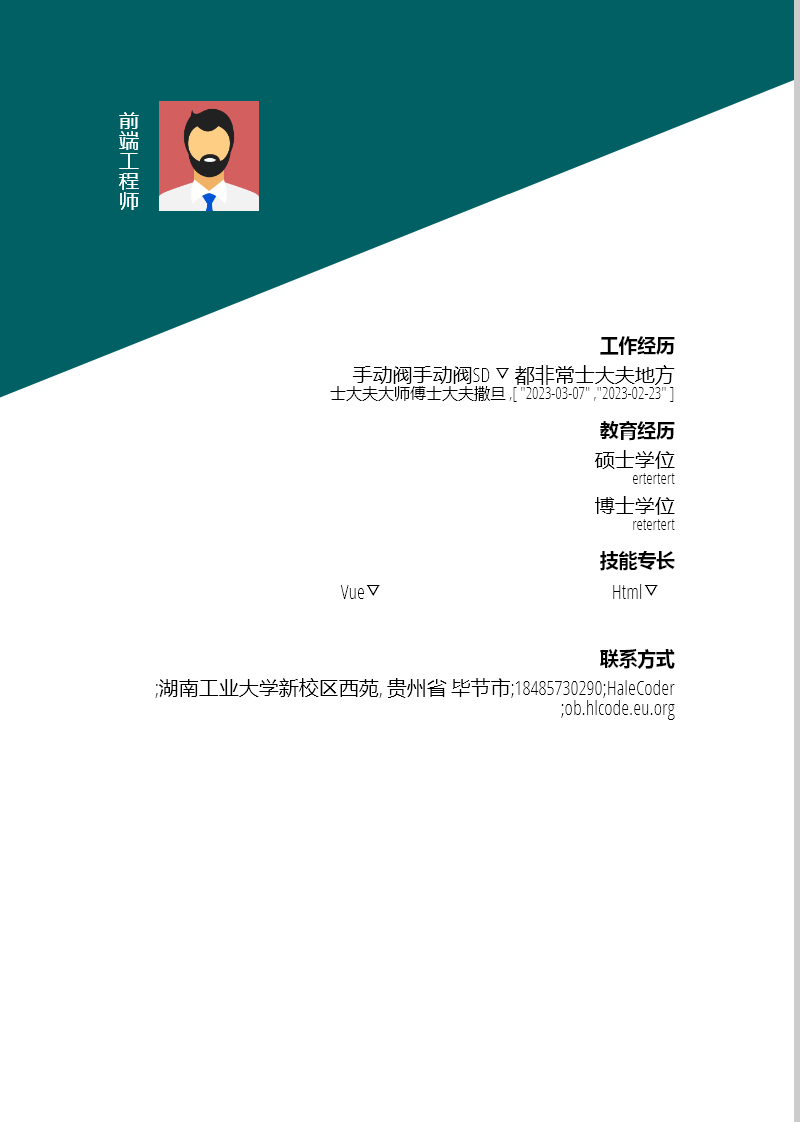 前端工程师
工作经历
手动阀手动阀SD ▽ 都非常士大夫地方
士大夫大师傅士大夫撒旦 ,[ "2023-03-07" ,"2023-02-23" ]
教育经历
硕士学位
ertertert
博士学位
retertert
技能专长
Vue▽ Html▽
联系方式
;湖南工业大学新校区西苑, 贵州省 毕节市;18485730290;HaleCoder
;ob.hlcode.eu.org